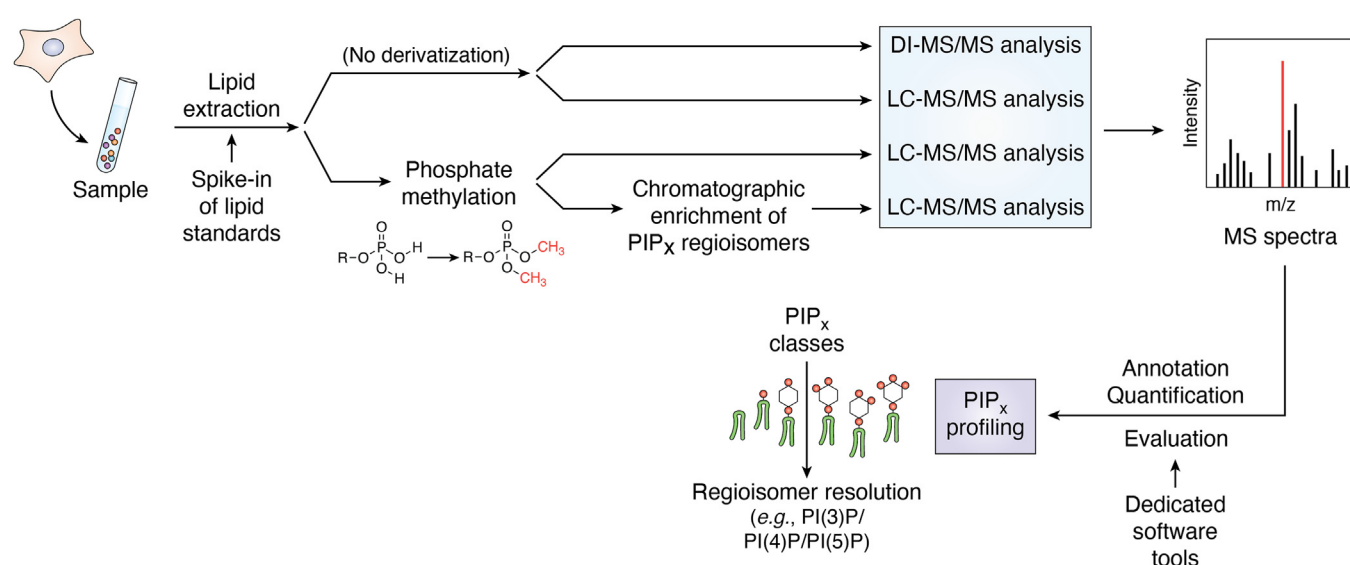 (No derivatization)
DI-MS/MS analysis
LC-MS/MS analysis
LC-MS/MS analysis
LC-MS/MS analysis
Lipid
extraction
Sample
Spike-in
of lipid
standards
Phosphate
methylation
Chromatographic
enrichment of
PIPx regioisomers
R–O–P
O
O
H
O
H
R–O–P
O
O
CH3
O
CH3
Intensity
m/z
MS spectra
PIPx
classes
Regioisomer resolution
(e.g., PI(3)P/
PI(4)P/PI(5)P)
PIPx
profiling
Annotation
Quantification
Evaluation
Dedicated
software
tools